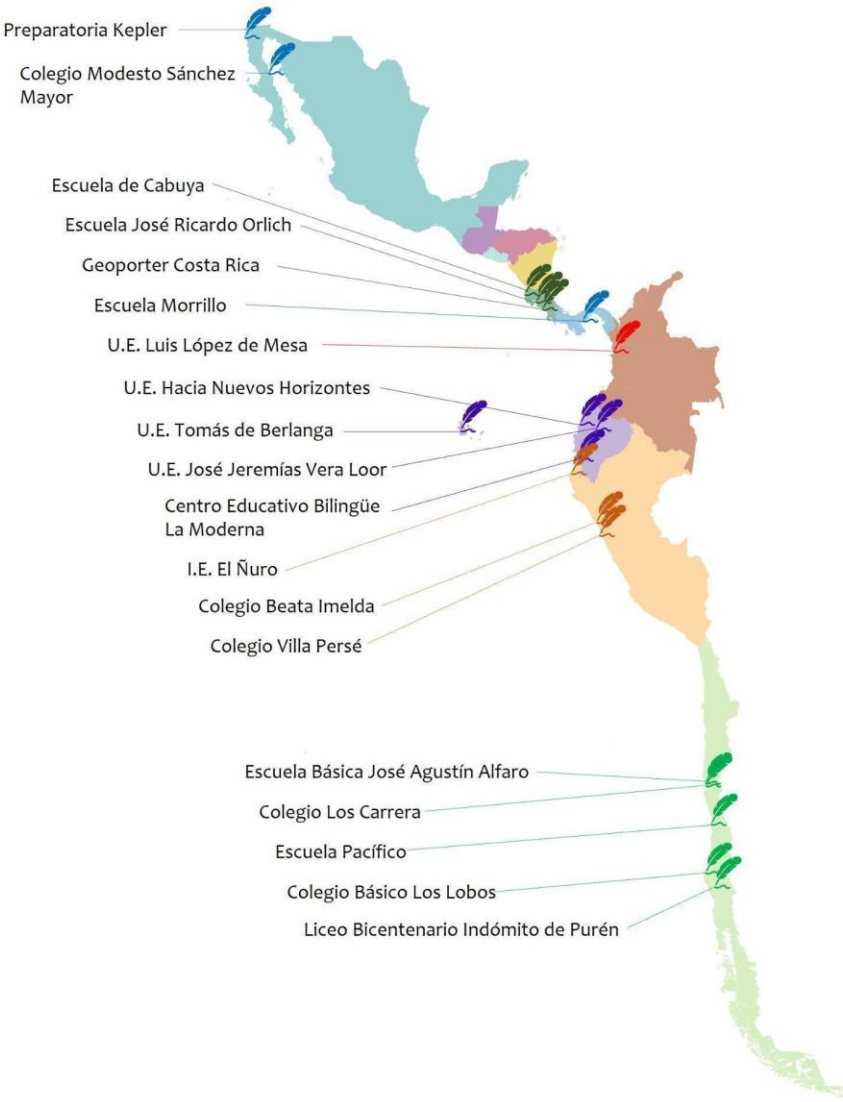 Preparatoria Kepler
Colegio Modesto Sánchez
Mayor
Escuela de Cabuya
Escuela José Ricardo Orlich
Geoporter Costa Rica
Escuela Morrillo
U.E. Luis López de Mesa
U.E. Hacia Nuevos Horizontes
U.E. Tomás de Berlanga
U.E. José Jeremías Vera Loor
Centro Educativo Bilingüe
La Moderna
I.E. El Ñuro
Colegio Beata Imelda
Colegio Villa Persé
Escuela Básica José Agustín Alfaro
Colegio Los Carrera
Escuela Pacífico
Colegio Básico Los Lobos
Liceo Bicentenario Indómito de Purén